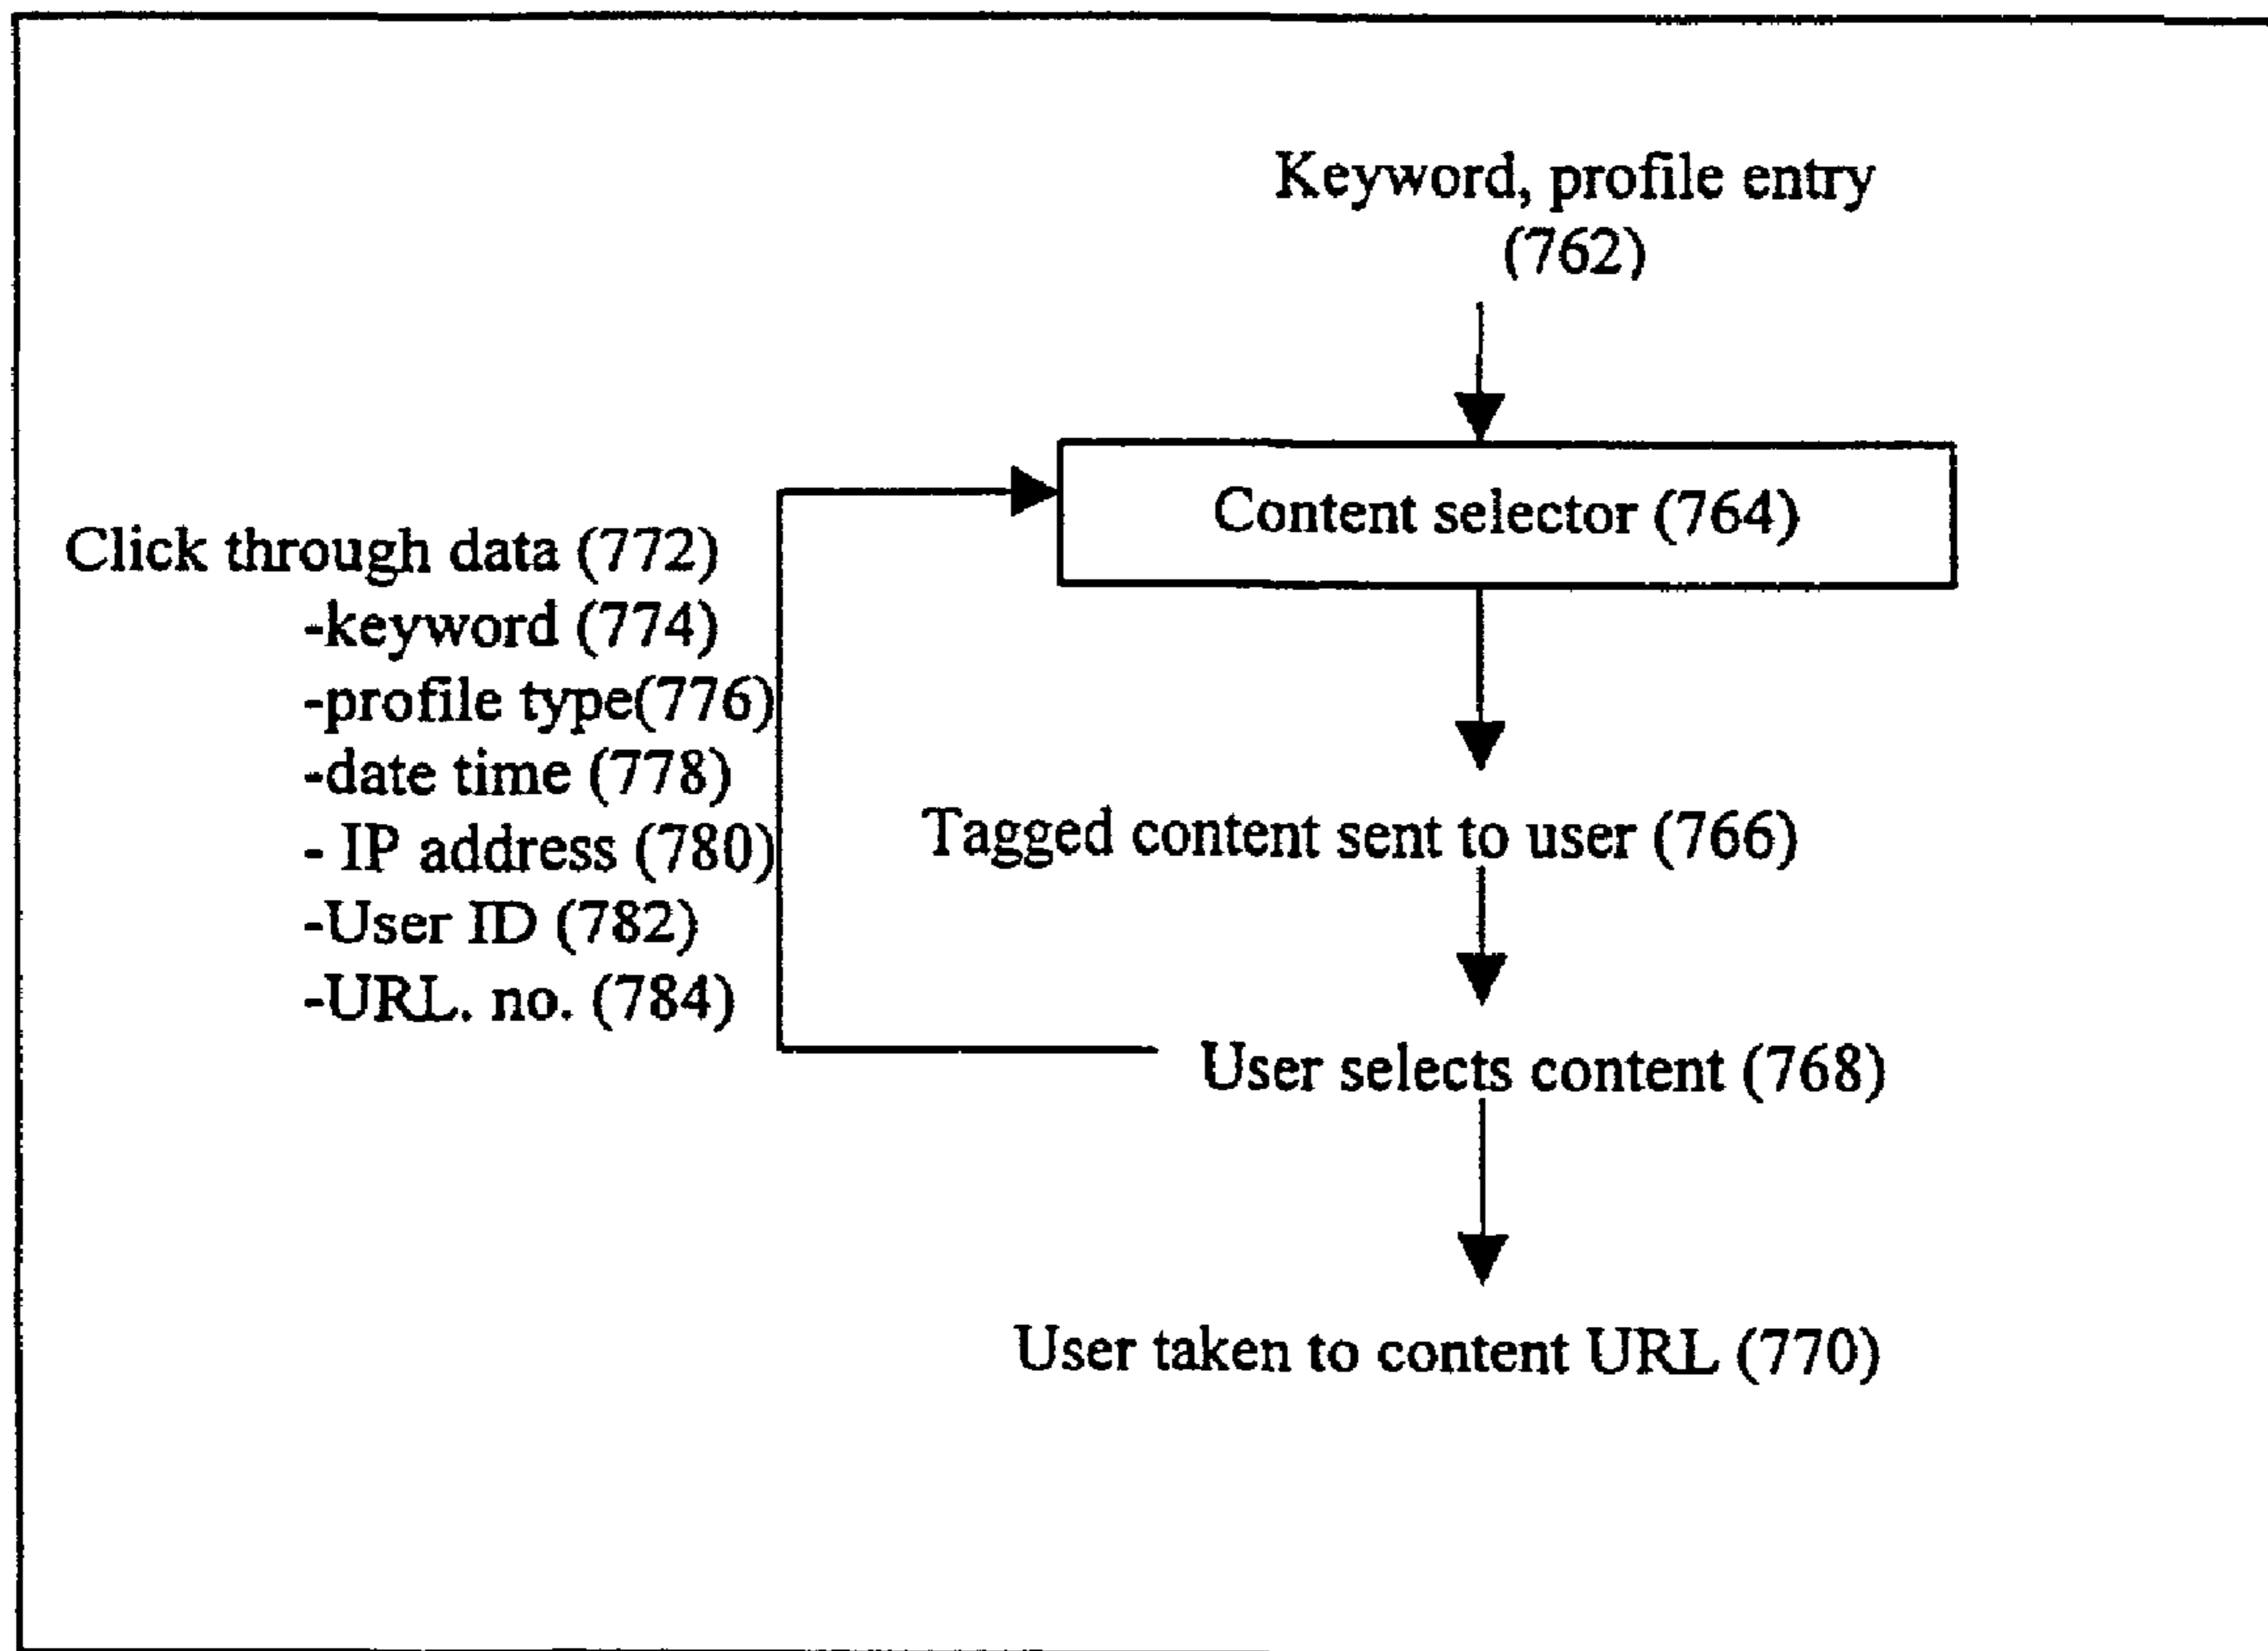 Keyword, profile entry
(762)
Content selector (764)
Click through data (772)
-keyword (774)
-profile type(776)
-date time (778)
- IP address (780)
-User ID (782)
-URL. no. (784)
Tagged content sent to user (766)
User selects content (768)
User taken to content URL (770)